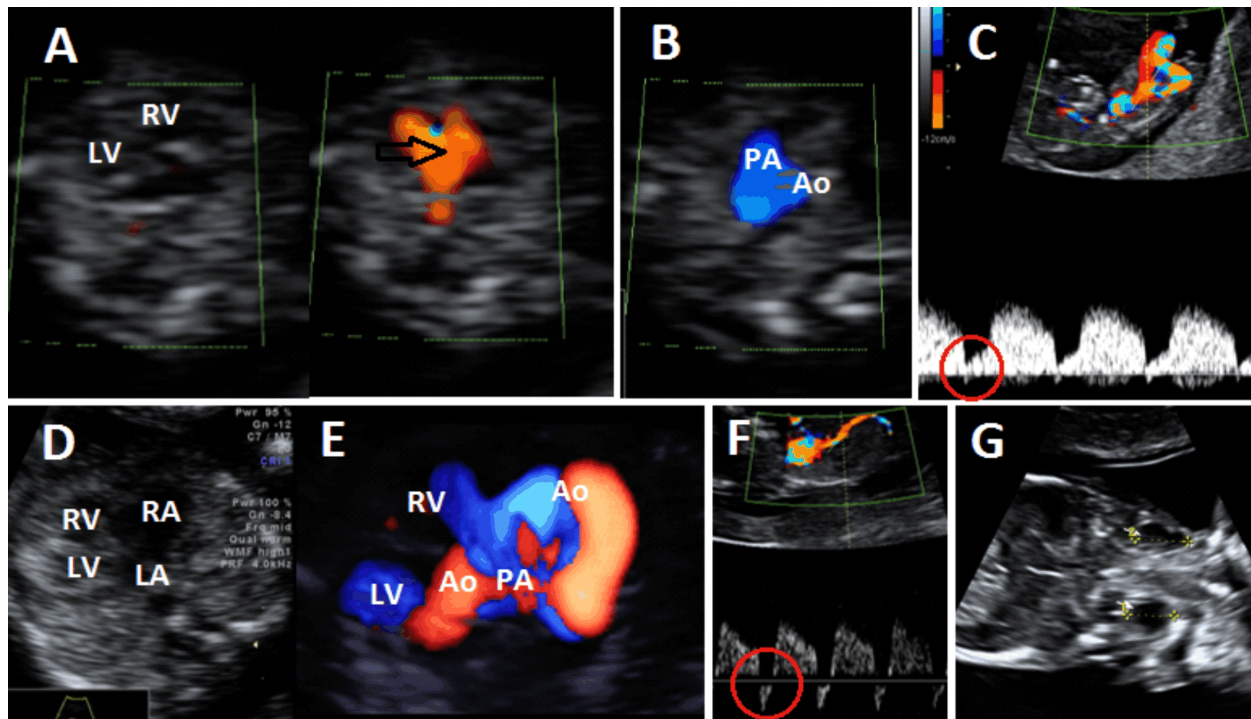 A
RV
LV
B
PA
Ao
C
-12cm/s
D
Pwr 95 %
Gn -12
C7 / M7
RV
RA
LV
LA
Pwr 100 %
Gn -8.4
Frq mid
Qual norm
WMF high1
PRF 4.0kHz
E
RV
Ao
LV
Ao
PA
F
G